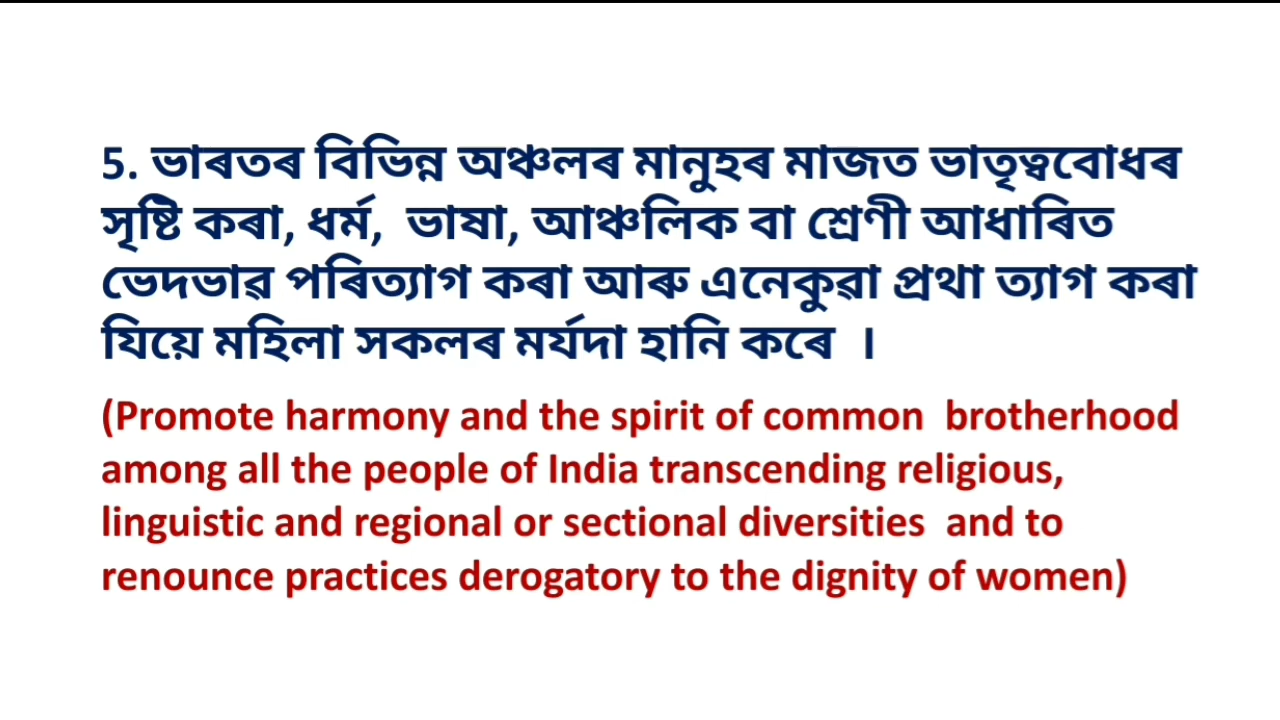 5. ভাৰতৰ বিভিন্ন অঞ্চলৰ মানুহৰ মাজত ভাতৃত্ববোধৰ
সৃষ্টি কৰা, ধৰ্ম, ভাষা, আঞ্চলিক বা শ্ৰেণী আধাৰিত
ভেদভাৱ পৰিত্যাগ কৰা আৰু এনেকুৱা প্ৰথা ত্যাগ কৰা
যিয়ে মহিলা সকলৰ মৰ্যদা হানি কৰে ।
(Promote harmony and the spirit of common brotherhood
among all the people of India transcending religious,
linguistic and regional or sectional diversities and to
renounce practices derogatory to the dignity of women)